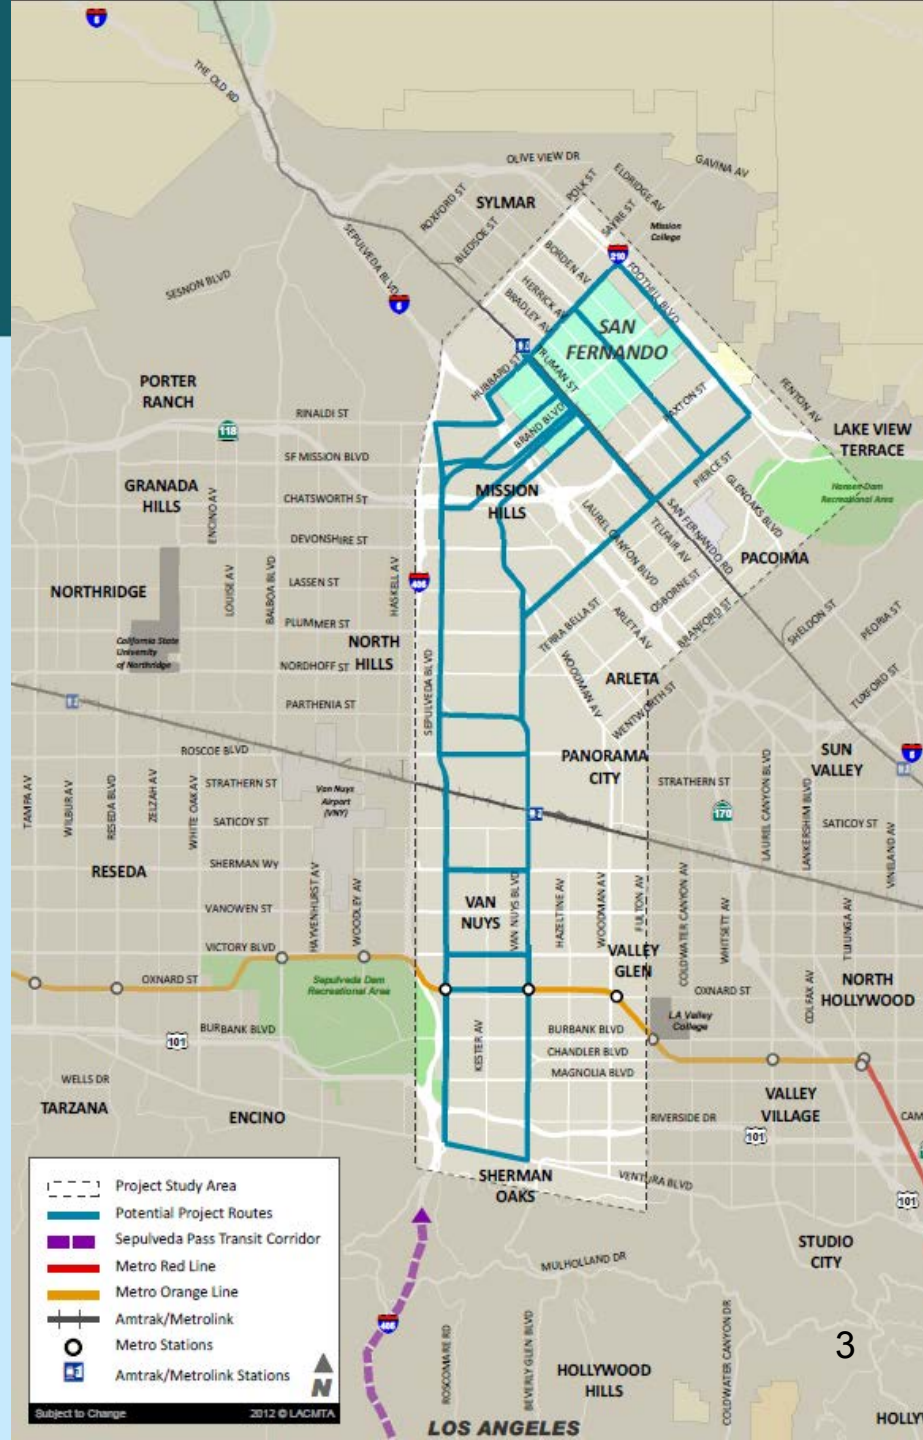 5
THE OLD RD
OLIVE VIEW DR
GAVINA AV
POLK ST
ELDRIDGE AV
SYLMAR
ROXFORD ST
SAYRE ST
BLEDSOE ST
Mission
College
SEPULVEDA BLVD
BORDEN AV
210
FOOTHILL BLVD
SESNON BLVD
HERRICK AV
5
BRADLEY AV
SAN
FERNANDO
TRUMAN ST
HUBBARD ST
PORTER
RANCH
PAXTON ST
FENTON AV
RINALDI ST
BRAND BLVD
118
LAKE VIEW
TERRACE
SF MISSION BLVD
PIERCE ST
GRANADA
HILLS
MISSION
HILLS
GLENOAKS BLVD
Hansen Dam
Recreational Area
CHATSWORTH ST
ENCINO AV
LAUREL CANYON BLVD
SAN FERNANDO RD
TELFAIR AV
DEVONSHIRE ST
PACOIMA
NORTHRIDGE
LOUISE AV
BALBOA BLVD
LASSEN ST
HASKELL AV
405
OSBORNE ST
PLUMMER ST
TERRA BELLA ST
ARLETA AV
BRANFORD ST
SHELDON ST
PEORIA ST
California State
University
of Northridge
NORTH
HILLS
NORDHOFF ST
WOODMAN AV
ARLETA
SEPULVEDA BLVD
WENTWORTH ST
TUXFORD ST
PARTHENIA ST
ROSCOE BLVD
PANORAMA
CITY
SUN
VALLEY
5
TAMPA AV
WILBUR AV
RESEDA BLVD
ZELZAH AV
WHITE OAK AV
STRATHERN ST
Van Nuys
Airport
(VNY)
STRATHERN ST
170
LAUREL CANYON BLVD
LANKERSHIM BLVD
SATICOY ST
SATICOY ST
VINELAND AV
RESEDA
SHERMAN Wy
HAYVENHURST AV
WOODLEY AV
VAN
NUYS
VAN NUYS BLVD
HAZELTINE AV
WOODMAN AV
FULTON AV
COLDWATER CANYON AV
WHITSETT AV
TUJUNGA AV
VANOWEN ST
VICTORY BLVD
VALLEY
GLEN
OXNARD ST
Sepulveda Dam
Recreational Area
OXNARD ST
COLFAX AV
NORTH
HOLLYWOOD
BURBANK BLVD
101
KESTER AV
BURBANK BLVD
LA Valley
College
CHANDLER BLVD
MAGNOLIA BLVD
WELLS DR
TARZANA
ENCINO
VALLEY
VILLAGE
RIVERSIDE DR
CAM
101
SHERMAN
OAKS
VENTURA BLVD
101
STUDIO
CITY
MULHOLLAND DR
405
ROSCOMARE RD
BEVERLY GLEN BLVD
COLDWATER CANYON DR
HOLLYWOOD
HILLS
3
LOS ANGELES
HOLLYW
Project Study Area
Potential Project Routes
Sepulveda Pass Transit Corridor
Metro Red Line
Metro Orange Line
Amtrak/Metrolink
Metro Stations
Amtrak/Metrolink Stations
N
Subject to Change
2012 © LACMTA